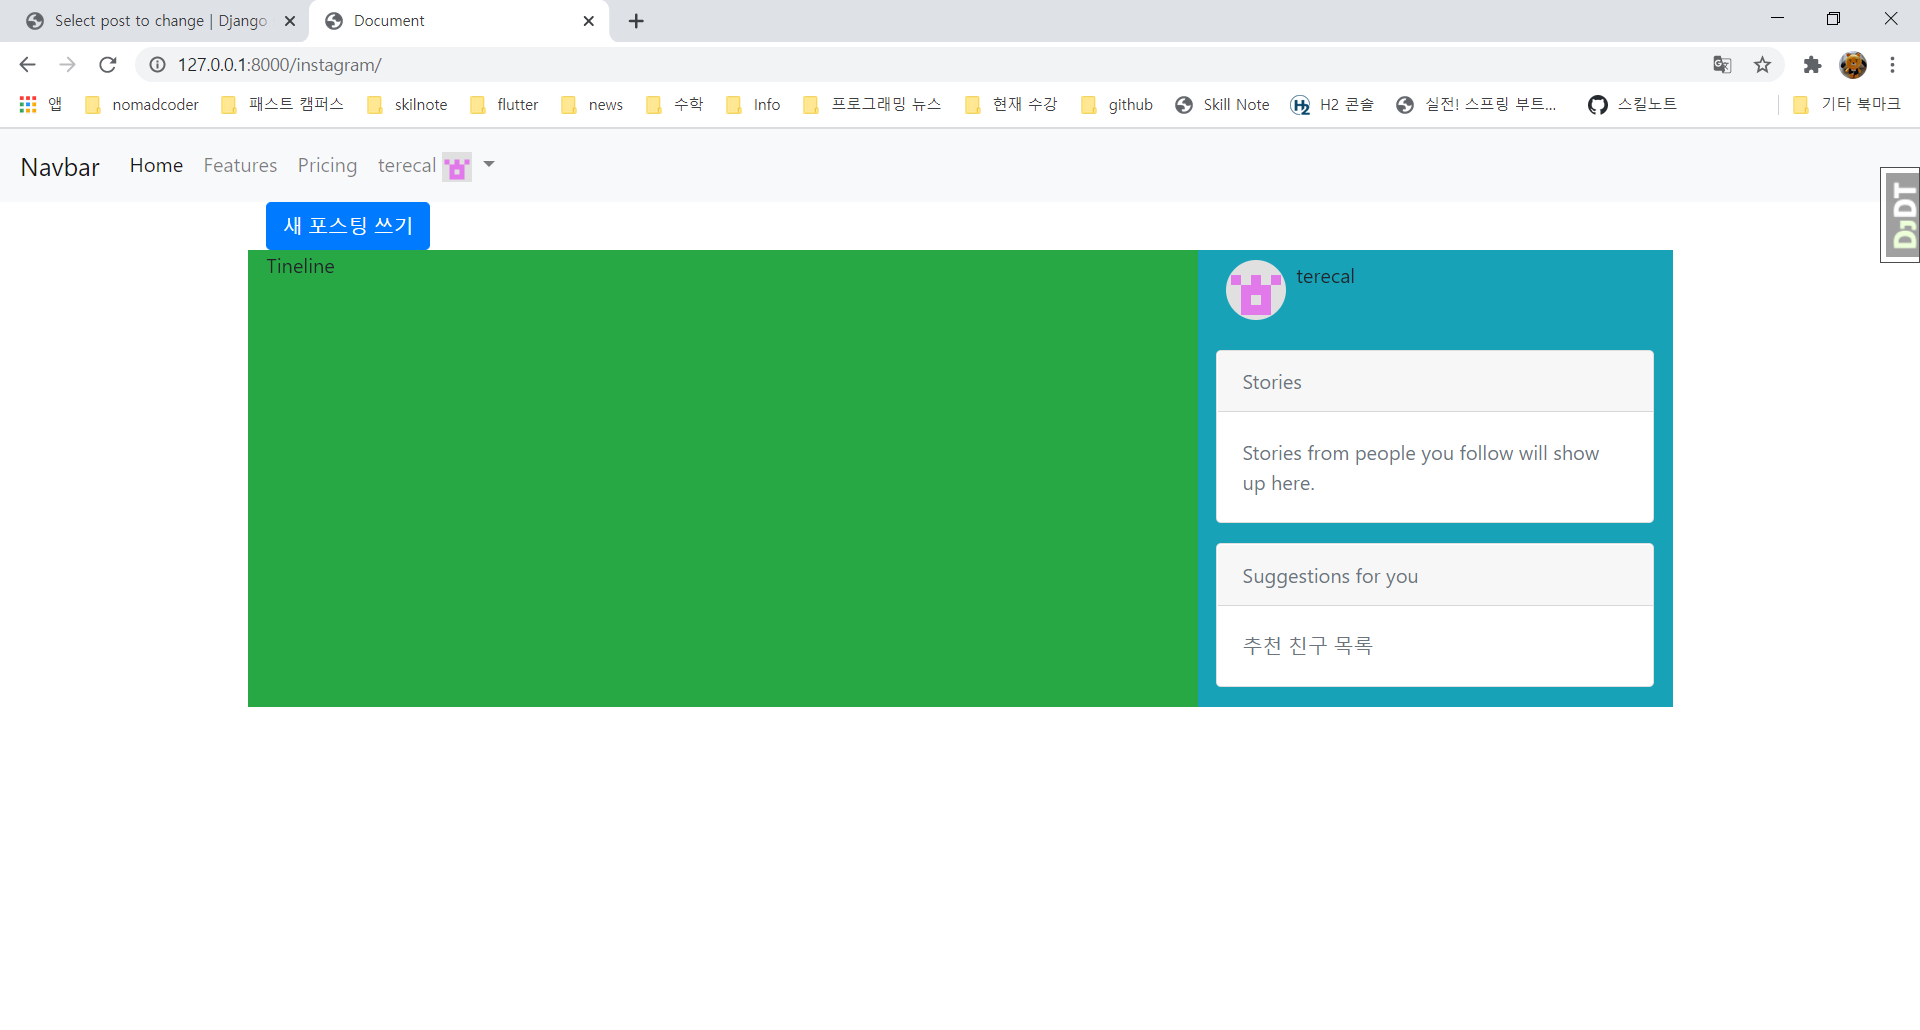 Select post to change | Django
Document
127.0.0.1:8000/instagram/
앱 nomadcoder 패스트 캠퍼스 skilnote flutter news 수학 Info 프로그래밍 뉴스 현재 수강 github Skill Note H2 H2 콘솔 실전! 스프링 부트... 스킬노트 기타 북마크
Navbar Home Features Pricing terecal
DJDT
새 포스팅 쓰기
Tineline
terecal
Stories
Stories from people you follow will show
up here.
Suggestions for you
추천 친구 목록